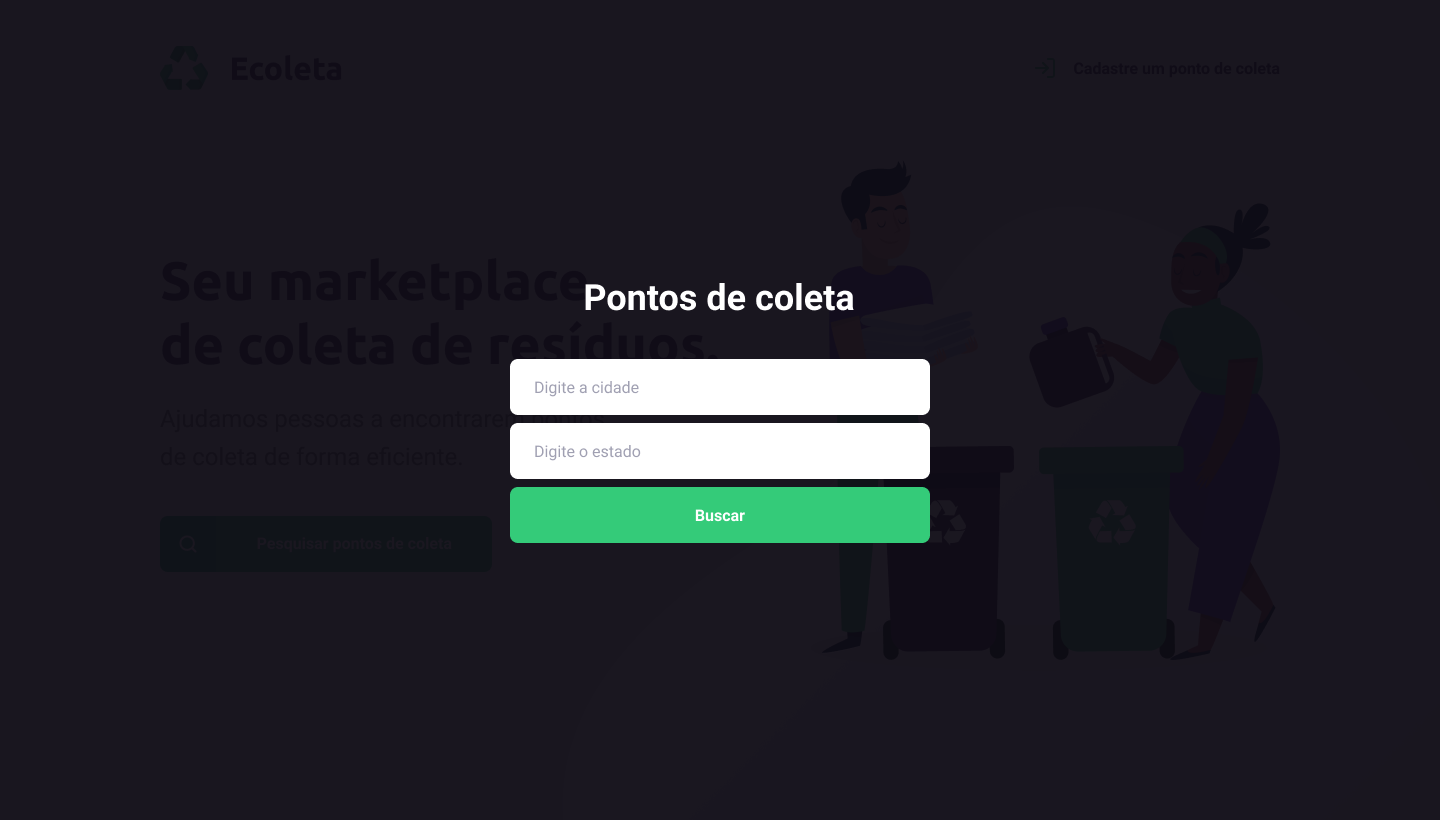 Ecoleta
Cadastre um ponto de coleta
Seu marketplace
de coleta de resíduos.
Ajudamos pessoas a encontrarem pontos
de coleta de forma eficiente.
Pesquisar pontos de coleta
Pontos de coleta
Digite a cidade
Digite o estado
Buscar